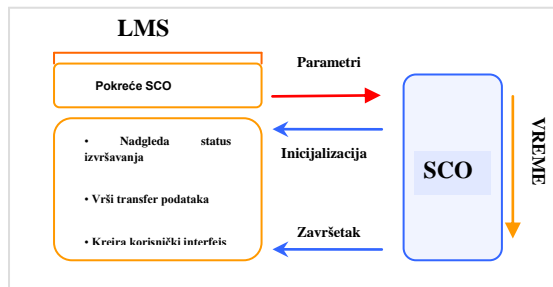 LMS
Pokreće SCO
• Nadgleda status
izvršavanja
• Vrši transfer podataka
• Kreira korisnički interfejs
Parametri
Inicijalizacija
Završetak
SCO
VREME